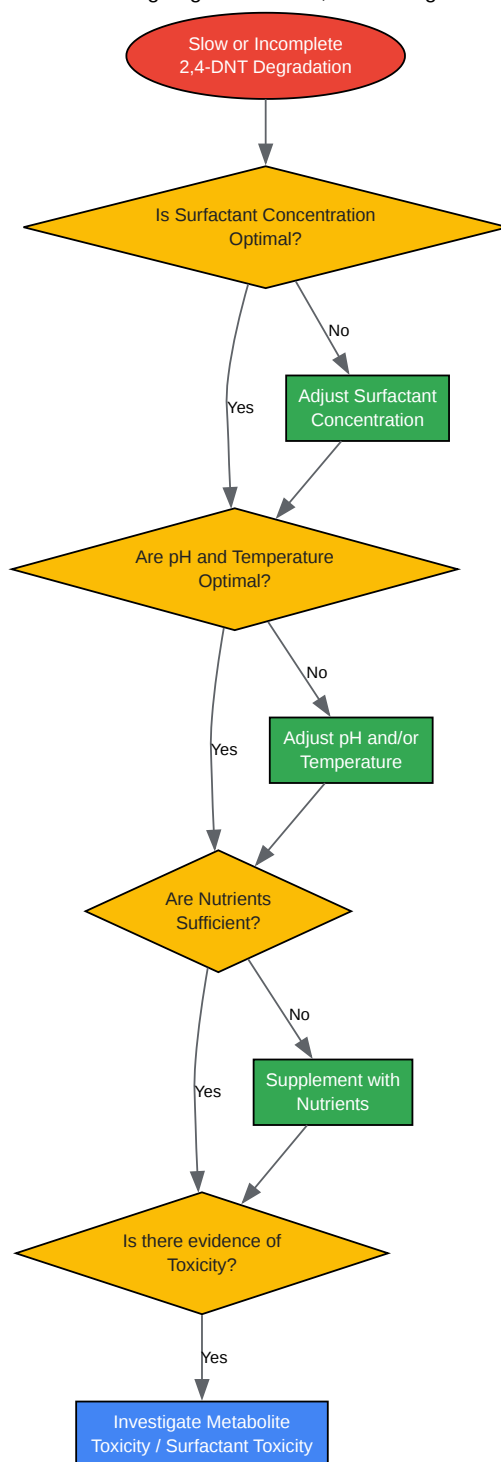 Slow or Incomplete
2,4-DNT Degradation
Is Surfactant Concentration
Optimal?
No
Yes
Adjust Surfactant
Concentration
Are pH and Temperature
Optimal?
No
Yes
Adjust pH and/or
Temperature
Are Nutrients
Sufficient?
No
Yes
Supplement with
Nutrients
Is there evidence of
Toxicity?
Yes
Investigate Metabolite
Toxicity / Surfactant Toxicity